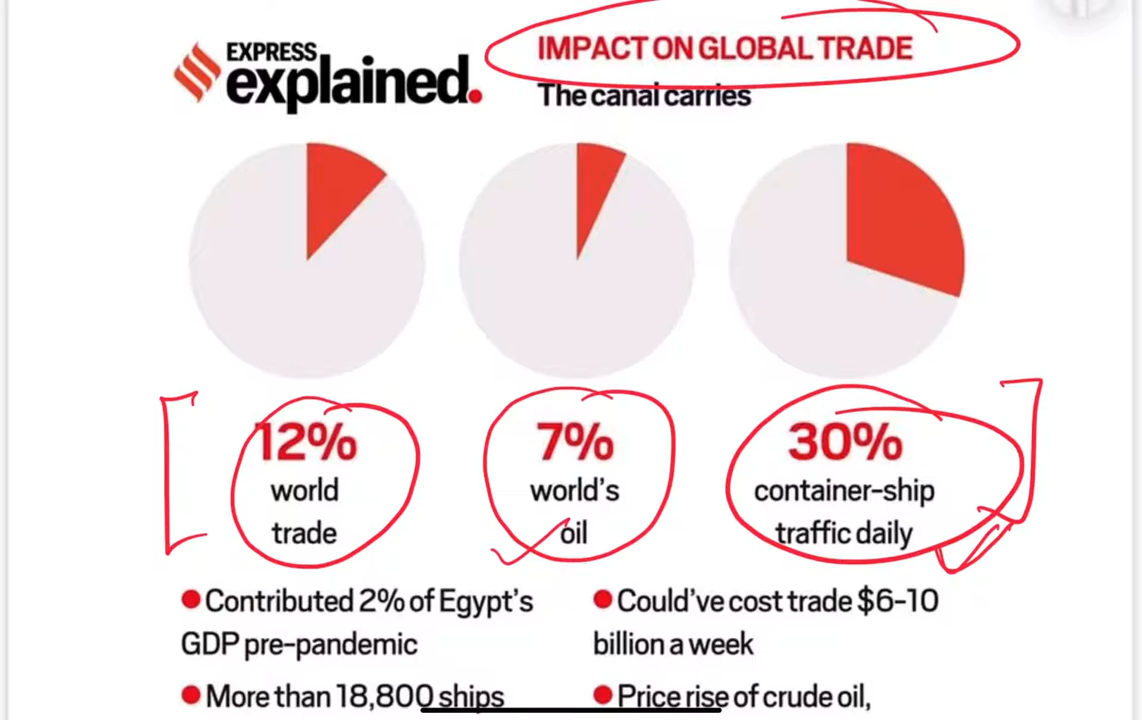 EXPRESS
explained.
IMPACT ON GLOBAL TRADE
The canal carries
12%
world
trade
7%
world's
oil
30%
container-ship
traffic daily
Contributed 2% of Egypt's
GDP pre-pandemic
More than 18,800 ships
Could've cost trade $6-10
billion a week
Price rise of crude oil,